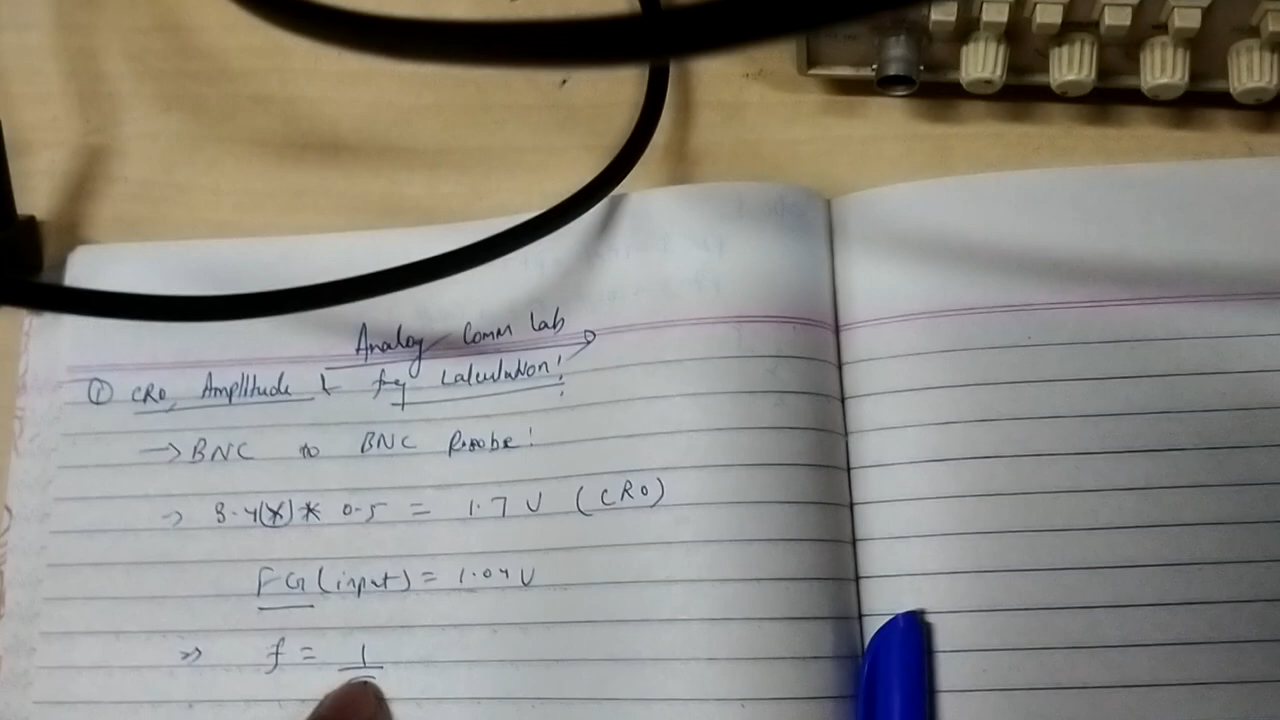 Analog Comm Lab
① CRO Amplitude & freq Calculation!
→ BNC to BNC Probe!
→ 3.4(X) * 0.5 = 1.7 V (CRO)
FG (input) = 1.04 V
⇒ f = 1